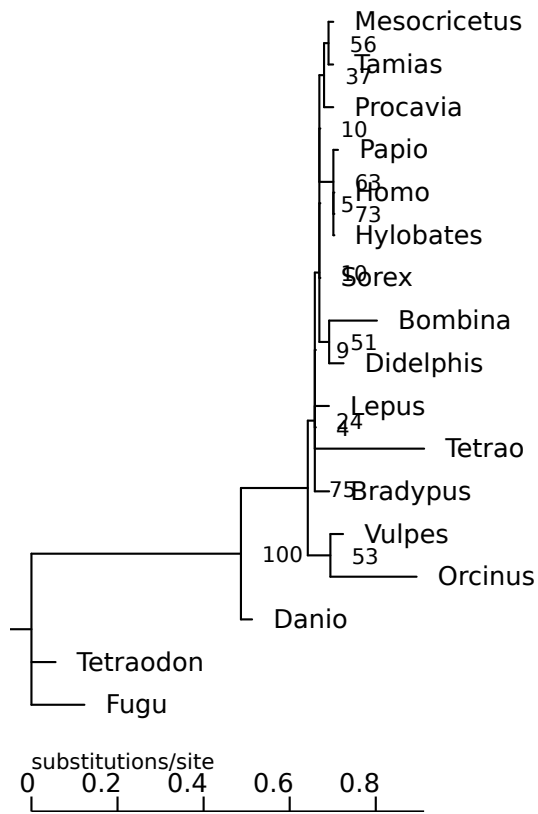 Mesocricetus
56
Tamias
37
Procavia
10
Papio
63
Homo
5
73
Hylobates
10
Sorex
Bombina
51
9
Didelphis
Lepus
24
4
Tetrao
75
Bradypus
Vulpes
100
53
Orcinus
Danio
Tetraodon
Fugu
substitutions/site
0 0.2 0.4 0.6 0.8